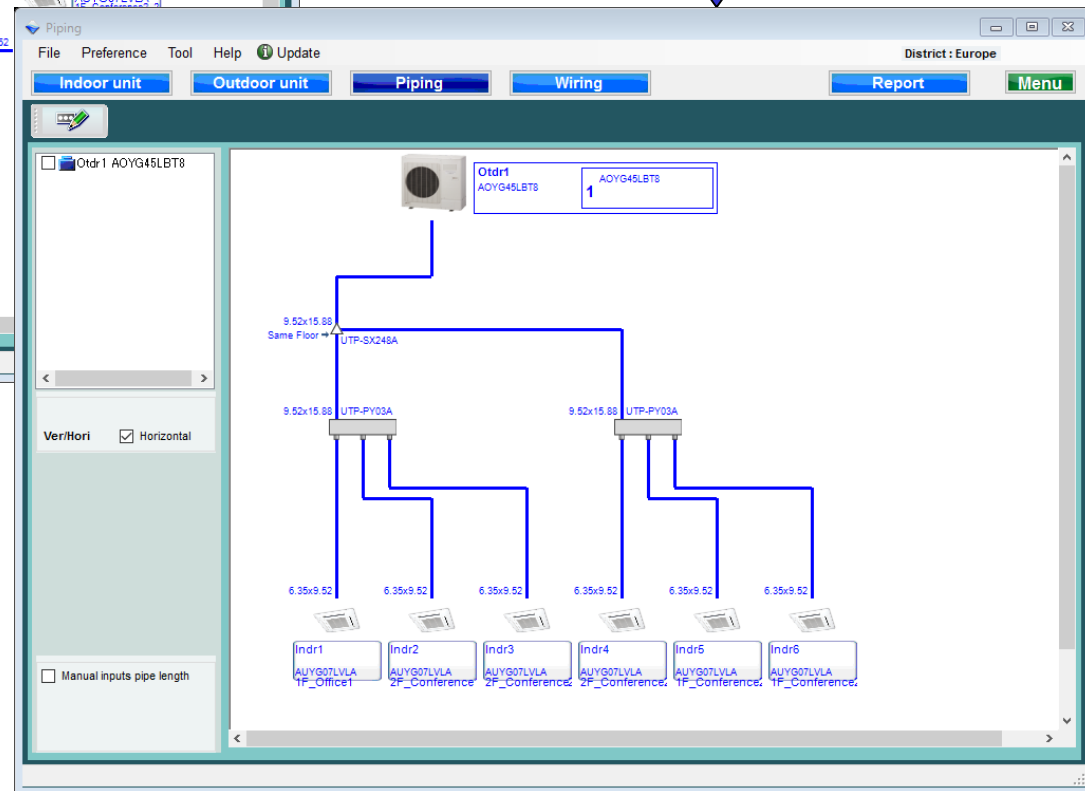 Piping
File Preference Tool Help Update District : Europe
Indoor unit Outdoor unit Piping Wiring Report Menu
Otdr1 AOYG45LBT8
Otdr1
AOYG45LBT8
AOYG45LBT8
1
9.52x15.88
Same Floor
UTP-SX248A
9.52x15.88 UTP-PY03A
9.52x15.88 UTP-PY03A
Ver/Hori Horizontal
6.35x9.52 6.35x9.52 6.35x9.52 6.35x9.52 6.35x9.52 6.35x9.52
Indr1 Indr2 Indr3 Indr4 Indr5 Indr6
AUYG07LVLA AUYG07LVLA AUYG07LVLA AUYG07LVLA AUYG07LVLA AUYG07LVLA
1F_Office1 2F_Conference 2F_Conference 2F_Conference 1F_Conference 1F_Conference
Manual inputs pipe length